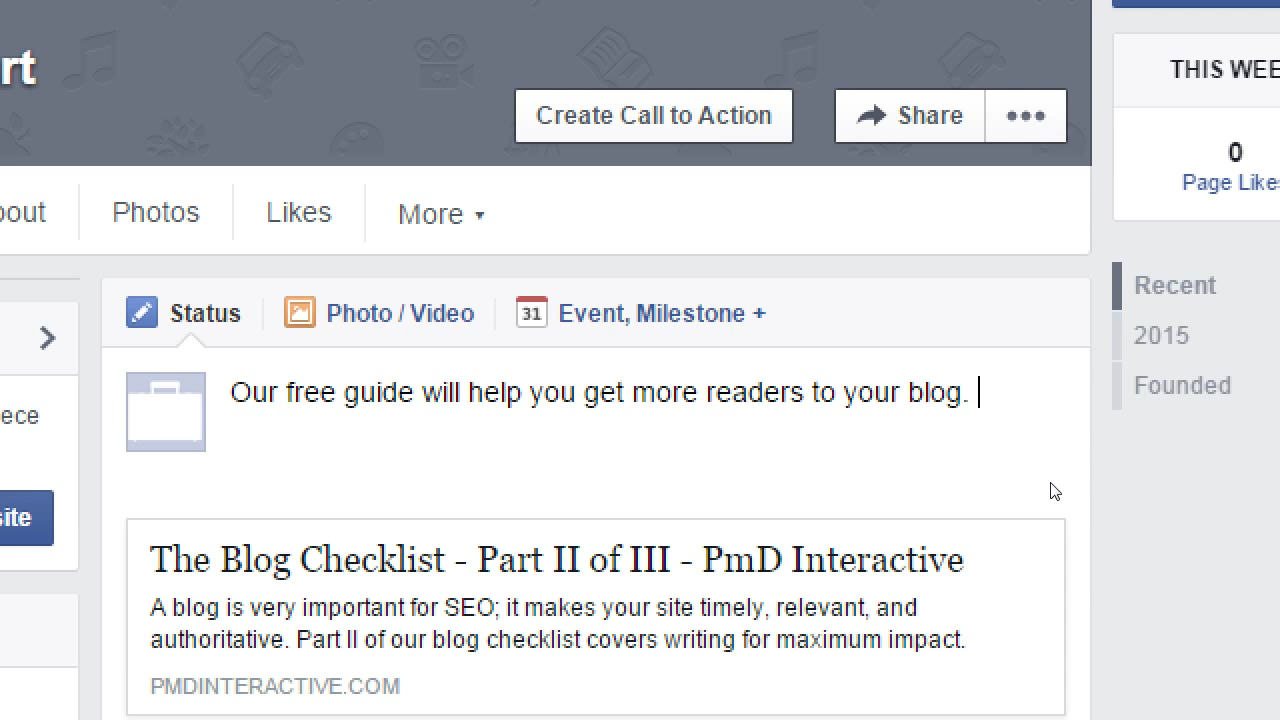 rt
Create Call to Action
Share
THIS WEE
0
Page Likes
bout
Photos
Likes
More
Recent
2015
Founded
Status
Photo / Video
31
Event, Milestone +
Our free guide will help you get more readers to your blog.
ece
site
The Blog Checklist - Part II of III - PmD Interactive
A blog is very important for SEO; it makes your site timely, relevant, and
authoritative. Part II of our blog checklist covers writing for maximum impact.
PMDINTERACTIVE.COM